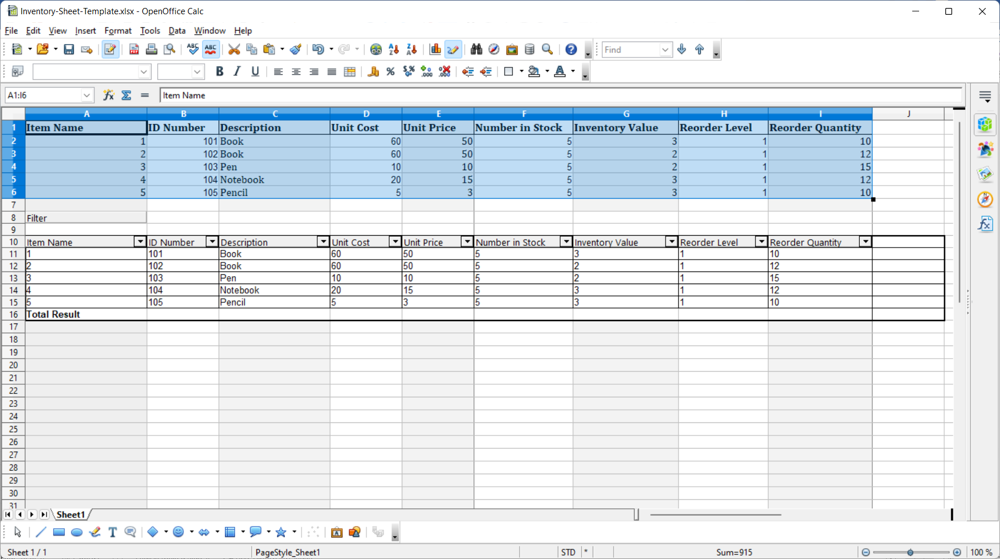 Inventory-Sheet-Template.xlsx - OpenOffice Calc
File Edit View Insert Format Tools Data Window Help
Find
A1:I6 Item Name
A B C D E F G H I J
1 Item Name ID Number Description Unit Cost Unit Price Number in Stock Inventory Value Reorder Level Reorder Quantity
2 1 101 Book 60 50 5 3 1 10
3 2 102 Book 60 50 5 2 1 12
4 3 103 Pen 10 10 5 2 1 15
5 4 104 Notebook 20 15 5 3 1 12
6 5 105 Pencil 5 3 5 3 1 10
7
8 Filter
9
10 Item Name ID Number Description Unit Cost Unit Price Number in Stock Inventory Value Reorder Level Reorder Quantity
11 1 101 Book 60 50 5 3 1 10
12 2 102 Book 60 50 5 2 1 12
13 3 103 Pen 10 10 5 2 1 15
14 4 104 Notebook 20 15 5 3 1 12
15 5 105 Pencil 5 3 5 3 1 10
16 Total Result
17
18
19
20
21
22
23
24
25
26
27
28
29
30
31
Sheet1
Sheet 1 / 1 PageStyle_Sheet1 STD * Sum=915 100 %